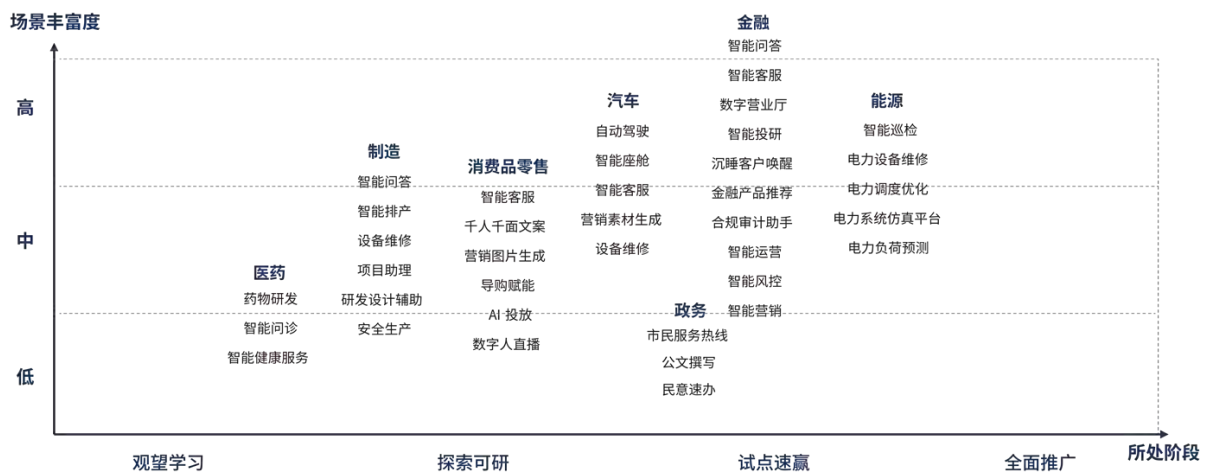 场景丰富度
高
中
低
医药
药物研发
智能问诊
智能健康服务
制造
智能问答
智能排产
设备维修
项目助理
研发设计辅助
安全生产
消费品零售
智能客服
千人千面文案
营销图片生成
导购赋能
AI 投放
数字人直播
汽车
自动驾驶
智能座舱
智能客服
营销素材生成
设备维修
政务
市民服务热线
公文撰写
民意速办
金融
智能问答
智能客服
数字营业厅
智能投研
沉睡客户唤醒
金融产品推荐
合规审计助手
智能运营
智能风控
智能营销
能源
智能巡检
电力设备维修
电力调度优化
电力系统仿真平台
电力负荷预测
观望学习
探索可研
试点速赢
全面推广
所处阶段